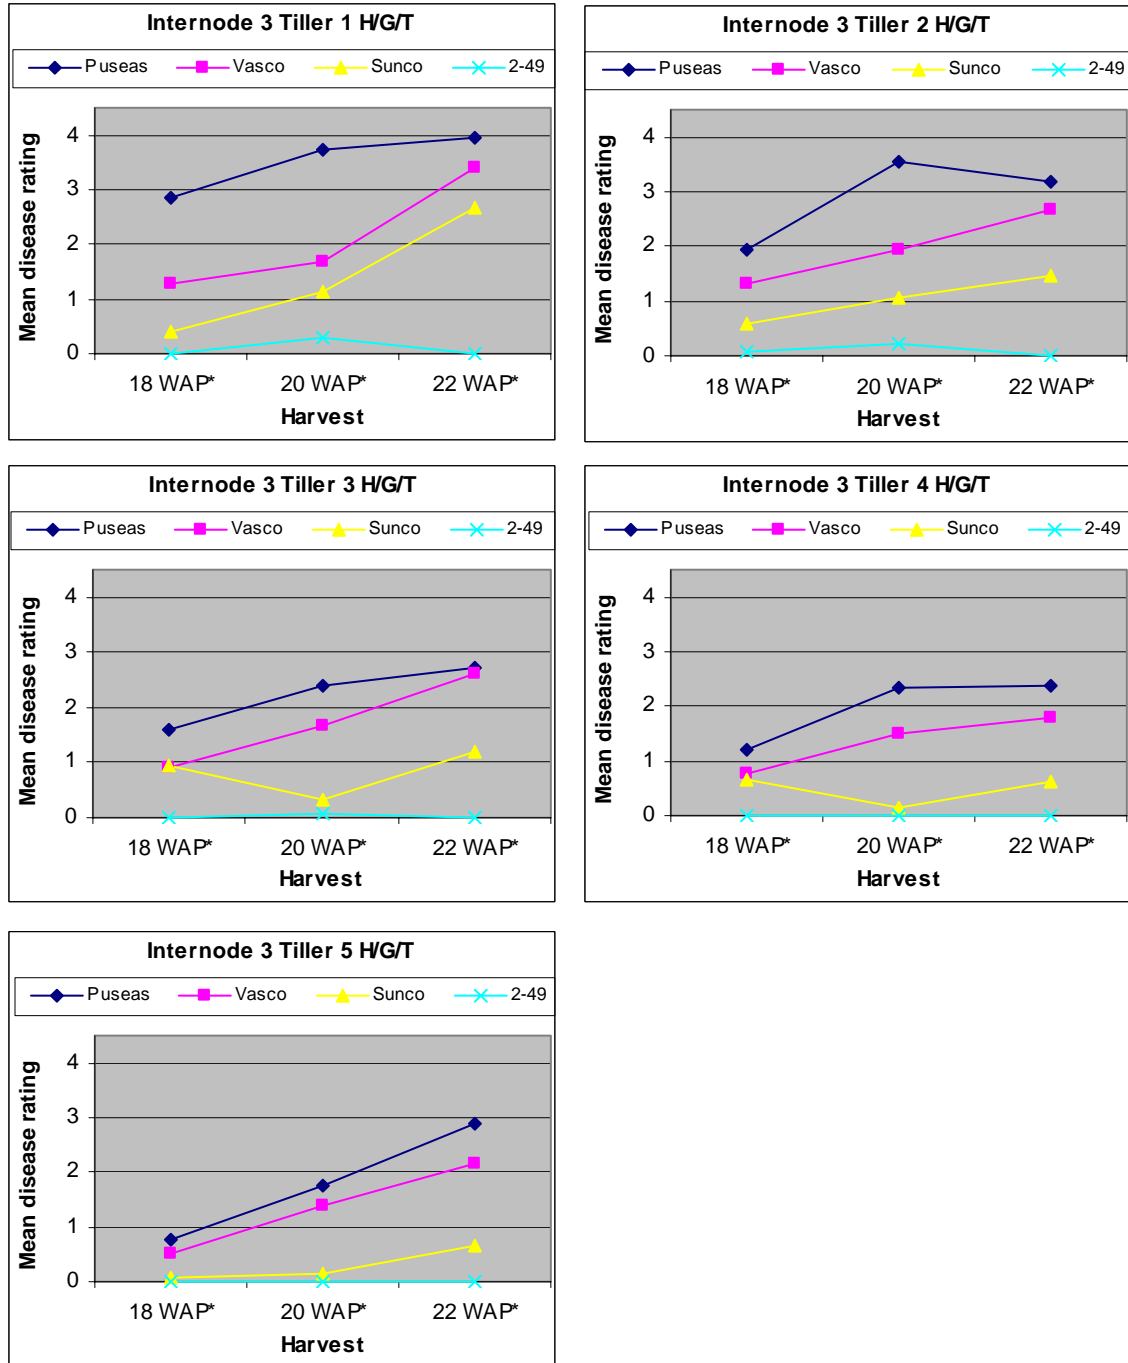 Internode 3 Tiller 1 H/G/T
Puseas Vasco Sunco 2-49
Mean disease rating
4
3
2
1
0
18 WAP* 20 WAP* 22 WAP*
Harvest
Internode 3 Tiller 2 H/G/T
Puseas Vasco Sunco 2-49
Mean disease rating
4
3
2
1
0
18 WAP* 20 WAP* 22 WAP*
Harvest
Internode 3 Tiller 3 H/G/T
Puseas Vasco Sunco 2-49
Mean disease rating
4
3
2
1
0
18 WAP* 20 WAP* 22 WAP*
Harvest
Internode 3 Tiller 4 H/G/T
Puseas Vasco Sunco 2-49
Mean disease rating
4
3
2
1
0
18 WAP* 20 WAP* 22 WAP*
Harvest
Internode 3 Tiller 5 H/G/T
Puseas Vasco Sunco 2-49
Mean disease rating
4
3
2
1
0
18 WAP* 20 WAP* 22 WAP*
Harvest